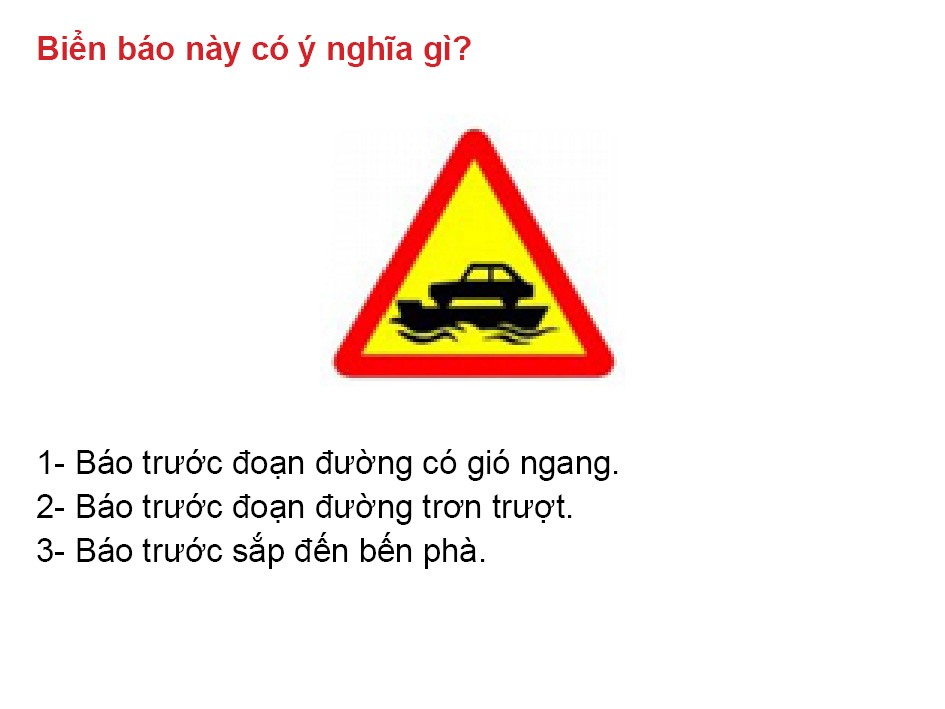 Biển báo này có ý nghĩa gì?
1- Báo trước đoạn đường có gió ngang.
2- Báo trước đoạn đường trơn trượt.
3- Báo trước sắp đến bến phà.